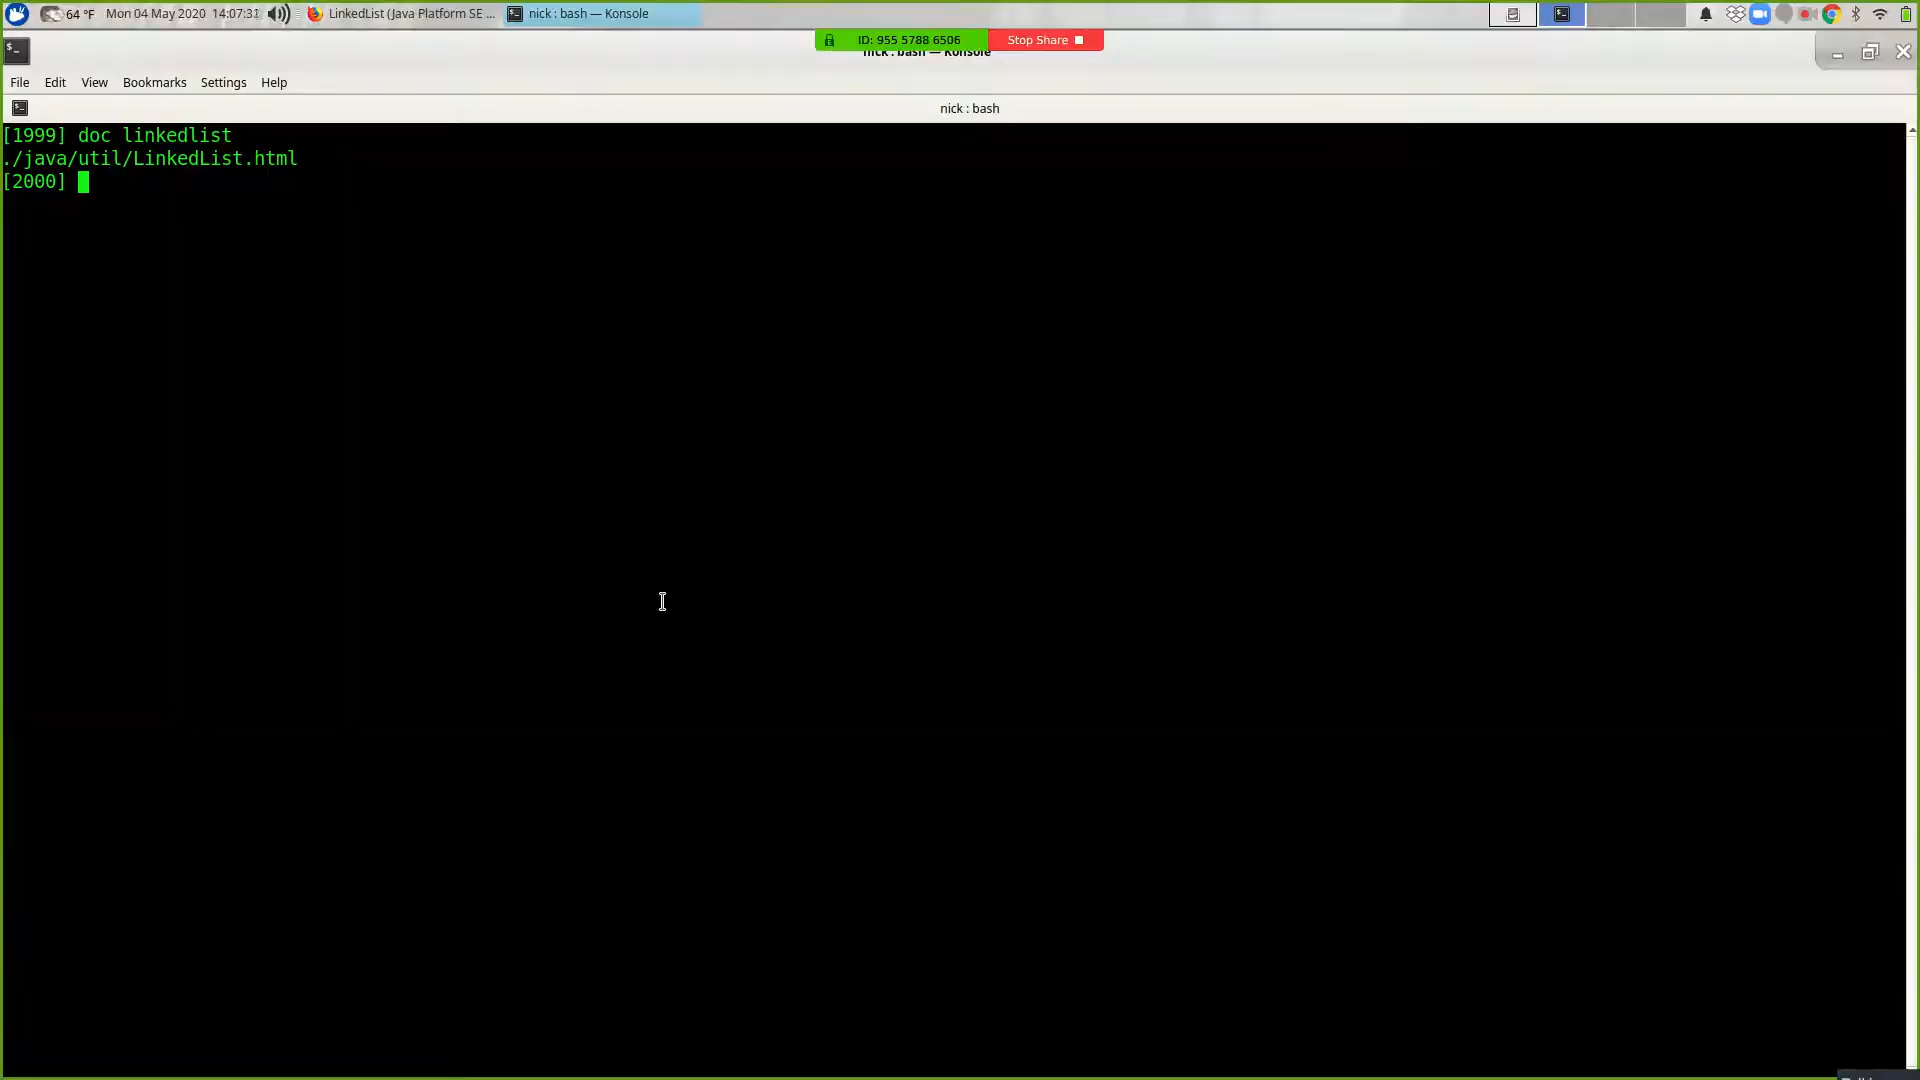 64 °F Mon 04 May 2020 14:07:31 LinkedList (Java Platform SE ... nick : bash — Konsole
ID: 955 5788 6506 Stop Share
nick : bash — Konsole
File Edit View Bookmarks Settings Help
nick : bash
[1999] doc linkedlist
./java/util/LinkedList.html
[2000]